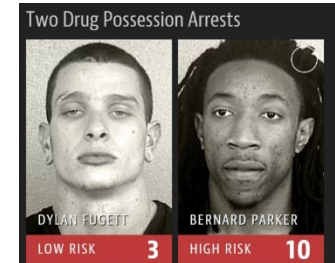 Two Drug Possession Arrests
DYLAN FUGETT
LOW RISK 3
BERNARD PARKER
HIGH RISK 10